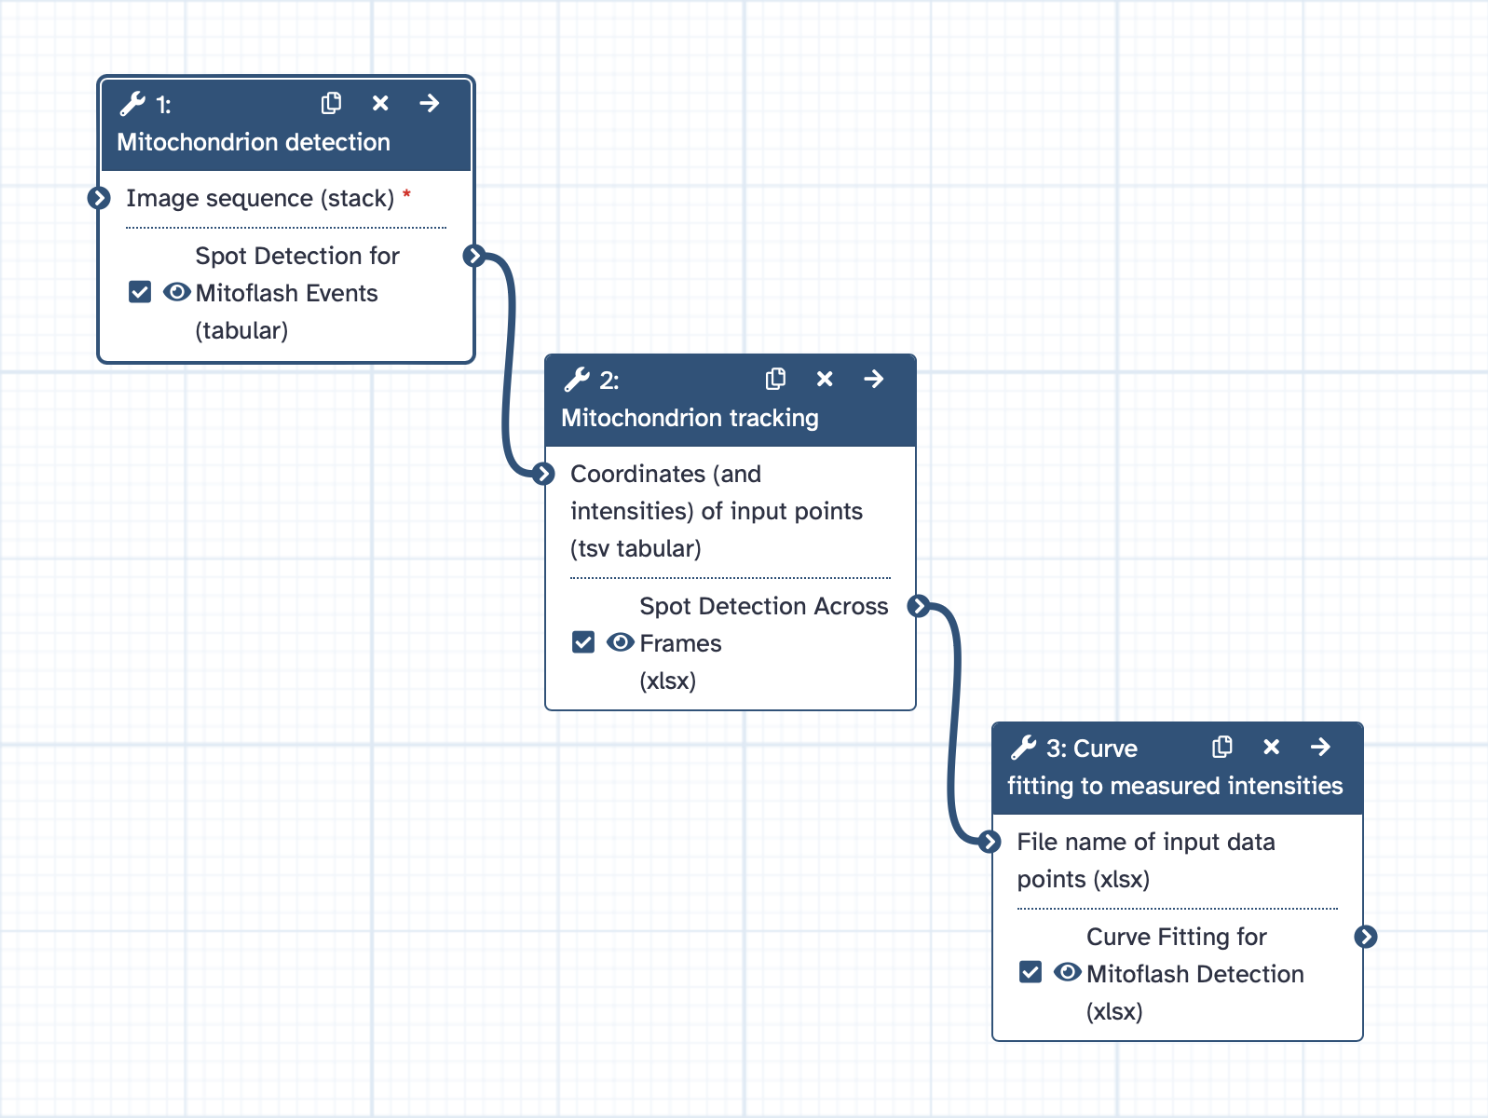 1:
Mitochondrion detection
Image sequence (stack) *
Spot Detection for
Mitoflash Events
(tabular)
2:
Mitochondrion tracking
Coordinates (and
intensities) of input points
(tsv tabular)
Spot Detection Across
Frames
(xlsx)
3: Curve
fitting to measured intensities
File name of input data
points (xlsx)
Curve Fitting for
Mitoflash Detection
(xlsx)